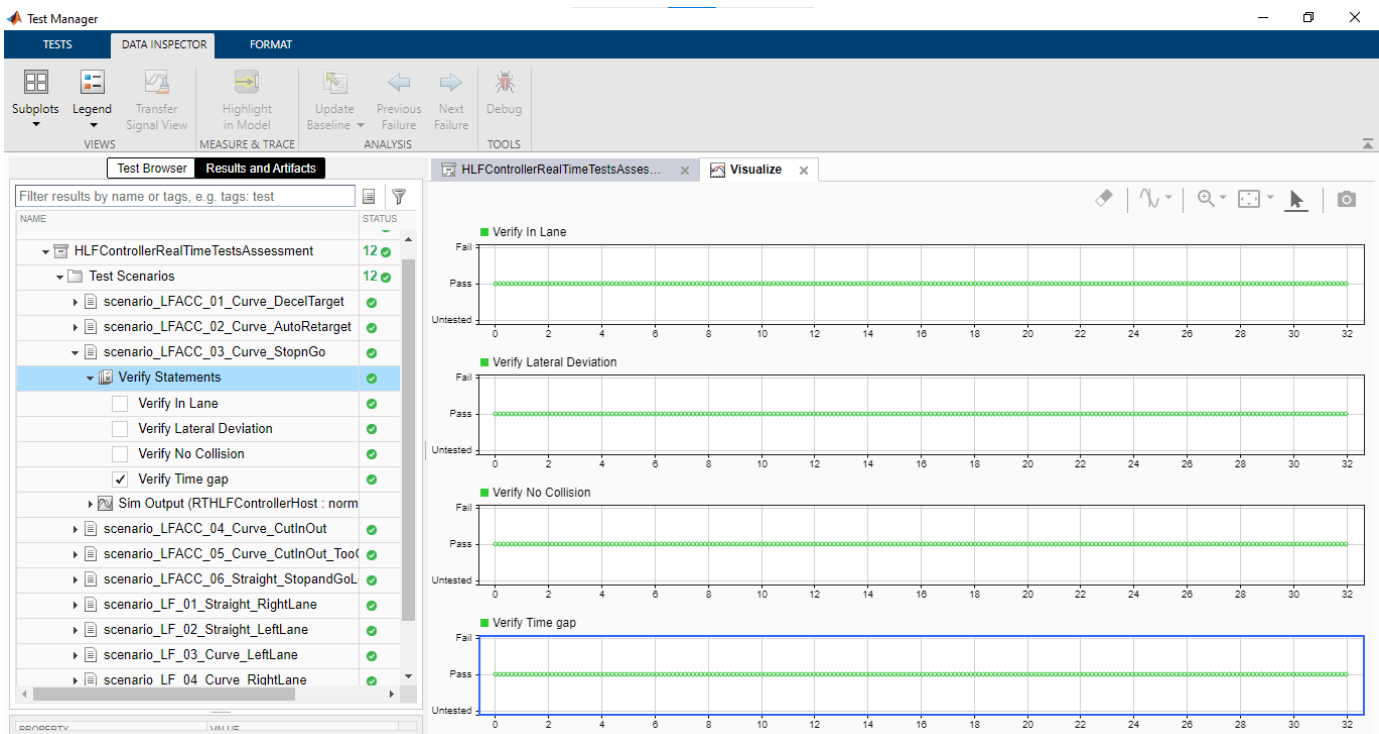 Test Manager
TESTS DATA INSPECTOR FORMAT
Subplots Legend Transfer Signal View Highlight in Model Update Baseline Previous Failure Next Failure Debug
VIEWS MEASURE & TRACE ANALYSIS TOOLS
Test Browser Results and Artifacts
Filter results by name or tags, e.g. tags: test
NAME STATUS
HLFControllerRealTimeTestsAssessment 12
Test Scenarios 12
scenario_LFACC_01_Curve_DecelTarget
scenario_LFACC_02_Curve_AutoRetarget
scenario_LFACC_03_Curve_StopnGo
Verify Statements
Verify In Lane
Verify Lateral Deviation
Verify No Collision
Verify Time gap
Sim Output (RTHLFControllerHost : norm
scenario_LFACC_04_Curve_CutInOut
scenario_LFACC_05_Curve_CutInOut_Too
scenario_LFACC_06_Straight_StopandGoL
scenario_LF_01_Straight_RightLane
scenario_LF_02_Straight_LeftLane
scenario_LF_03_Curve_LeftLane
scenario_LF_04_Curve_RightLane
PROPERTY VALUE
HLFControllerRealTimeTestsAsses... Visualize
Verify In Lane
Fail
Pass
Untested
0 2 4 6 8 10 12 14 16 18 20 22 24 26 28 30 32
Verify Lateral Deviation
Fail
Pass
Untested
0 2 4 6 8 10 12 14 16 18 20 22 24 26 28 30 32
Verify No Collision
Fail
Pass
Untested
0 2 4 6 8 10 12 14 16 18 20 22 24 26 28 30 32
Verify Time gap
Fail
Pass
Untested
0 2 4 6 8 10 12 14 16 18 20 22 24 26 28 30 32